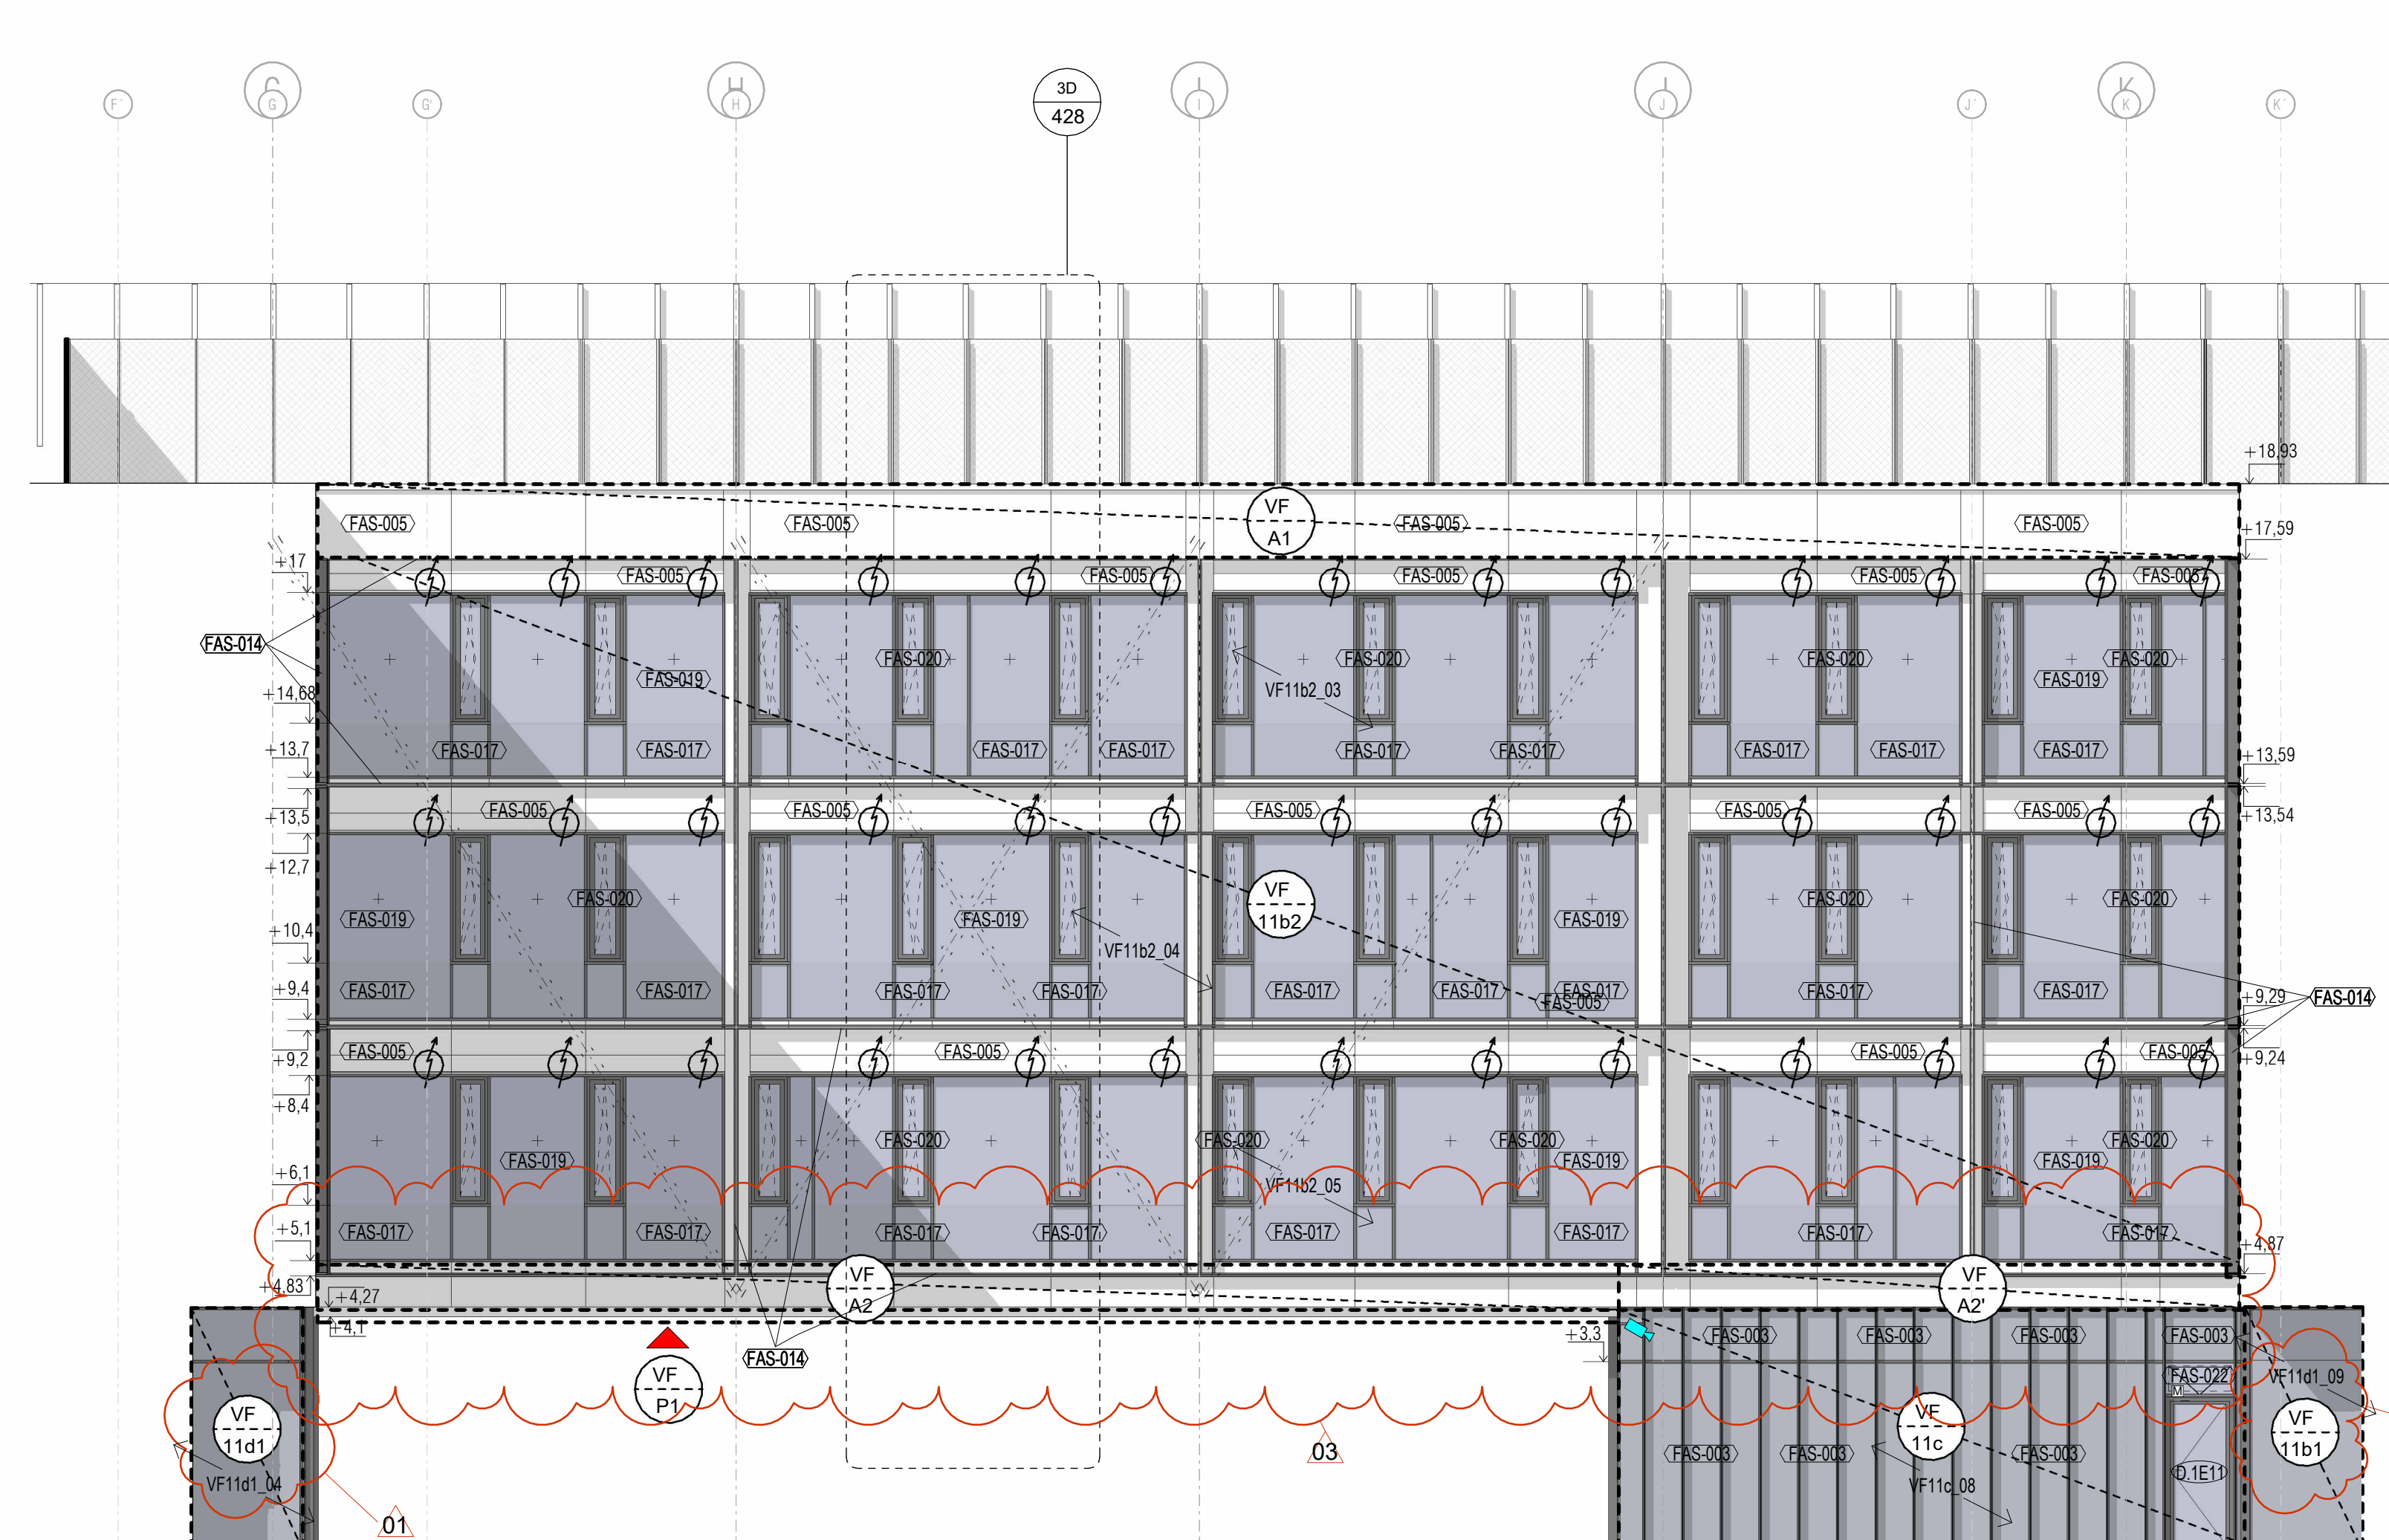 3D
428
F'
G
G
G'
H
H
I
I
J
J
J'
K
K
K'
+18,93
FAS-005
FAS-005
VF
A1
FAS-005
FAS-005
+17,59
+17
FAS-005
FAS-005
FAS-005
FAS-005
FAS-005
FAS-014
FAS-020
FAS-020
FAS-020
FAS-020
FAS-019
VF11b2_03
FAS-019
+14,68
+13,7
FAS-017
FAS-017
FAS-017
FAS-017
FAS-017
FAS-017
FAS-017
FAS-017
FAS-017
+13,59
+13,5
FAS-005
FAS-005
FAS-005
FAS-005
FAS-005
+13,54
+12,7
FAS-020
VF
11b2
FAS-020
FAS-020
FAS-019
FAS-019
FAS-019
+10,4
VF11b2_04
+9,4
FAS-017
FAS-017
FAS-017
FAS-017
FAS-017
FAS-017
FAS-017
FAS-005
FAS-017
FAS-017
+9,29
FAS-014
+9,2
FAS-005
FAS-005
FAS-005
FAS-005
+9,24
+8,4
FAS-020
FAS-020
FAS-020
FAS-020
FAS-019
FAS-019
FAS-019
+6,1
VF11b2_05
+5,1
FAS-017
FAS-017
FAS-017
FAS-017
FAS-017
FAS-017
FAS-017
FAS-017
+4,87
+4,83
+4,27
VF
A2
VF
A2'
+4,1
FAS-014
+3,3
FAS-003
FAS-003
FAS-003
FAS-003
VF
P1
FAS-022
M
VF11d1_09
VF
11d1
03
VF
11c
VF
11b1
FAS-003
FAS-003
FAS-003
VF11d1_04
VF11c_08
D.1E11
01